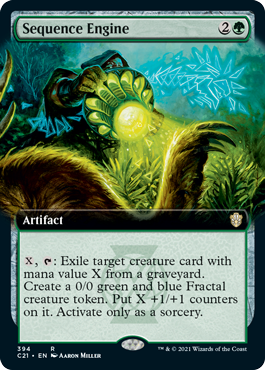 Sequence Engine 2
Artifact
X, : Exile target creature card with
mana value X from a graveyard.
Create a 0/0 green and blue Fractal
creature token. Put X +1/+1 counters
on it. Activate only as a sorcery.
394 R
C21 • EN AARON MILLER
™ & © 2021 Wizards of the Coast